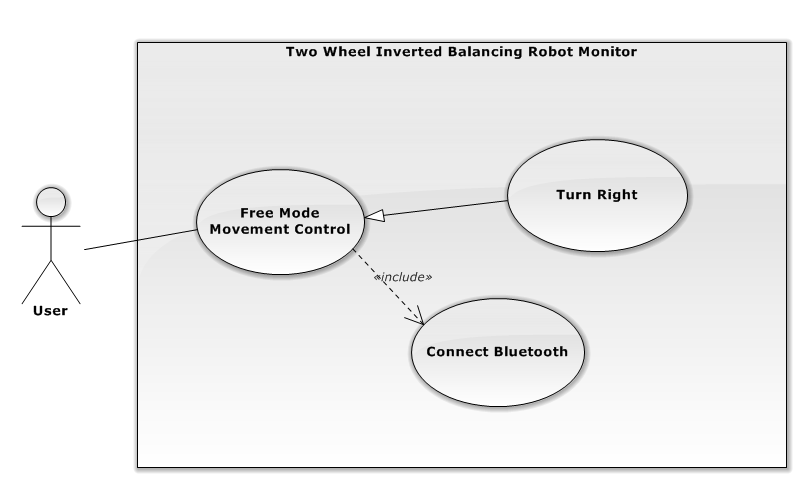 Two Wheel Inverted Balancing Robot Monitor
Turn Right
Free Mode
Movement Control
«include»
User
Connect Bluetooth